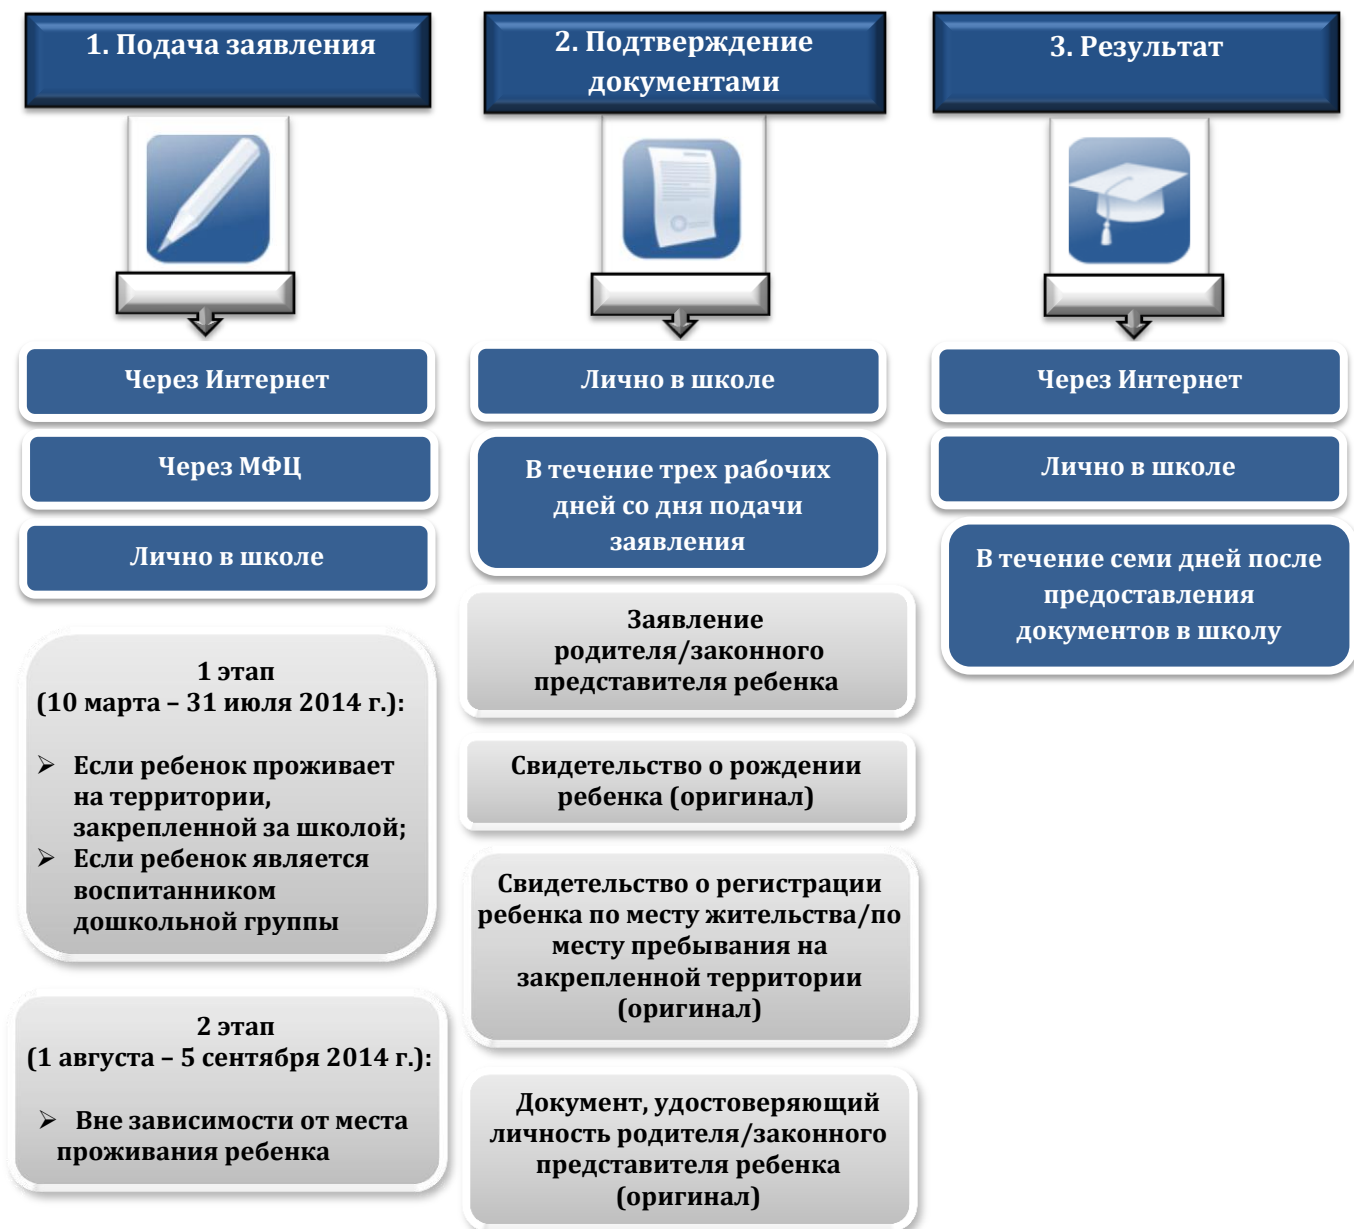 1. Подача заявления
Через Интернет
Через МФЦ
Лично в школе
1 этап
(10 марта – 31 июля 2014 г.):
➢ Если ребенок проживает
на территории,
закрепленной за школой;
➢ Если ребенок является
воспитанником
дошкольной группы
2 этап
(1 августа – 5 сентября 2014 г.):
➢ Вне зависимости от места
проживания ребенка
2. Подтверждение
документами
Лично в школе
В течение трех рабочих
дней со дня подачи
заявления
Заявление
родителя/законного
представителя ребенка
Свидетельство о рождении
ребенка (оригинал)
Свидетельство о регистрации
ребенка по месту жительства/по
месту пребывания на
закрепленной территории
(оригинал)
Документ, удостоверяющий
личность родителя/законного
представителя ребенка
(оригинал)
3. Результат
Через Интернет
Лично в школе
В течение семи дней после
предоставления
документов в школу